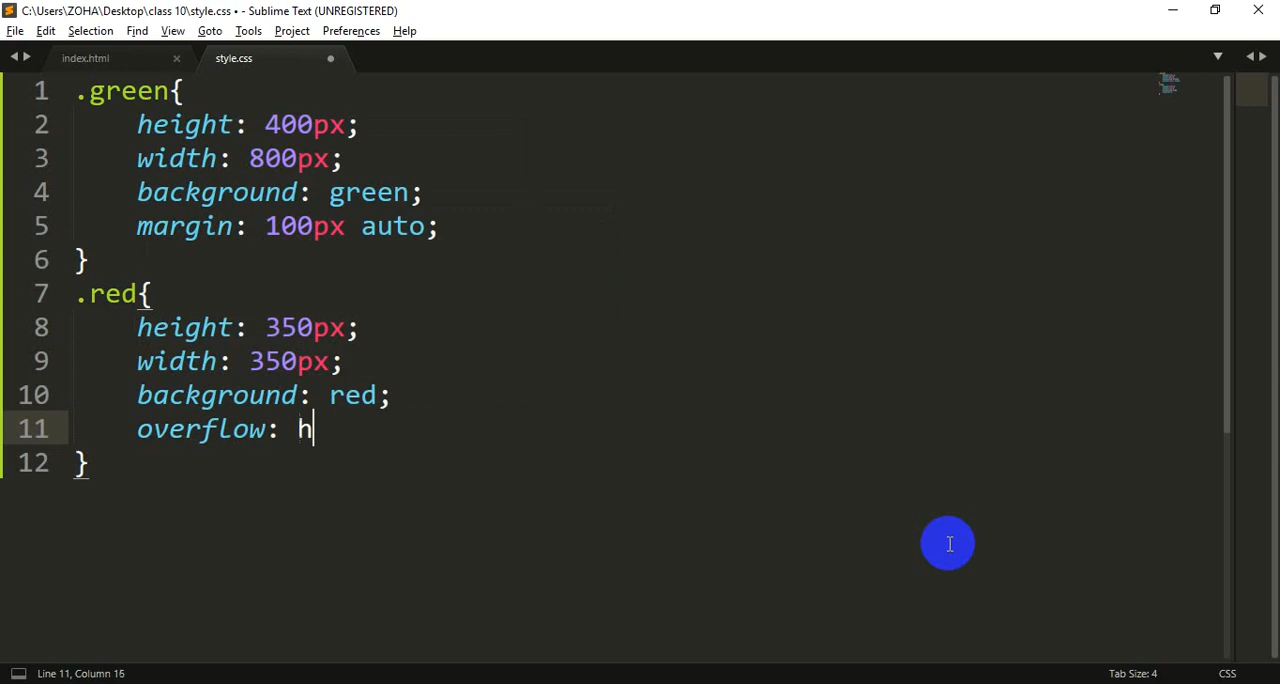 C:\Users\ZOHA\Desktop\class 10\style.css • - Sublime Text (UNREGISTERED)
File Edit Selection Find View Goto Tools Project Preferences Help
index.html style.css
1 .green{
2 height: 400px;
3 width: 800px;
4 background: green;
5 margin: 100px auto;
6 }
7 .red{
8 height: 350px;
9 width: 350px;
10 background: red;
11 overflow: h
12 }
Line 11, Column 16 Tab Size: 4 CSS